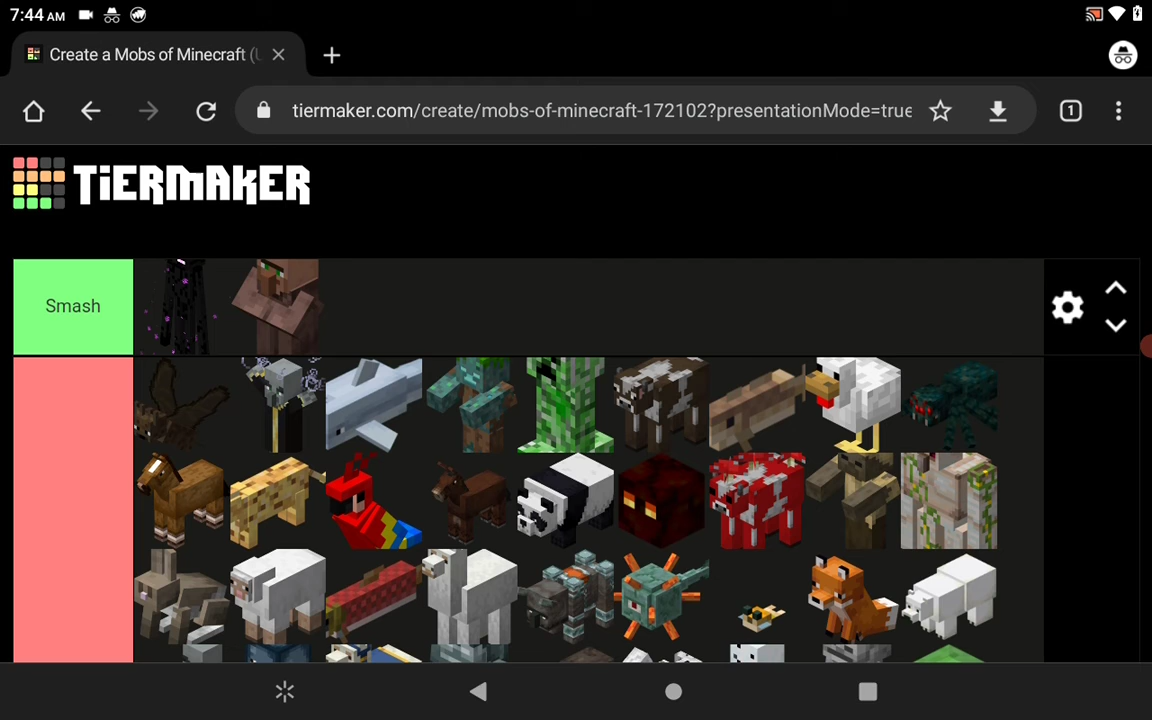 7:44 AM
Create a Mobs of Minecraft (
tiermaker.com/create/mobs-of-minecraft-172102?presentationMode=true
1
TiERMAKER
Smash